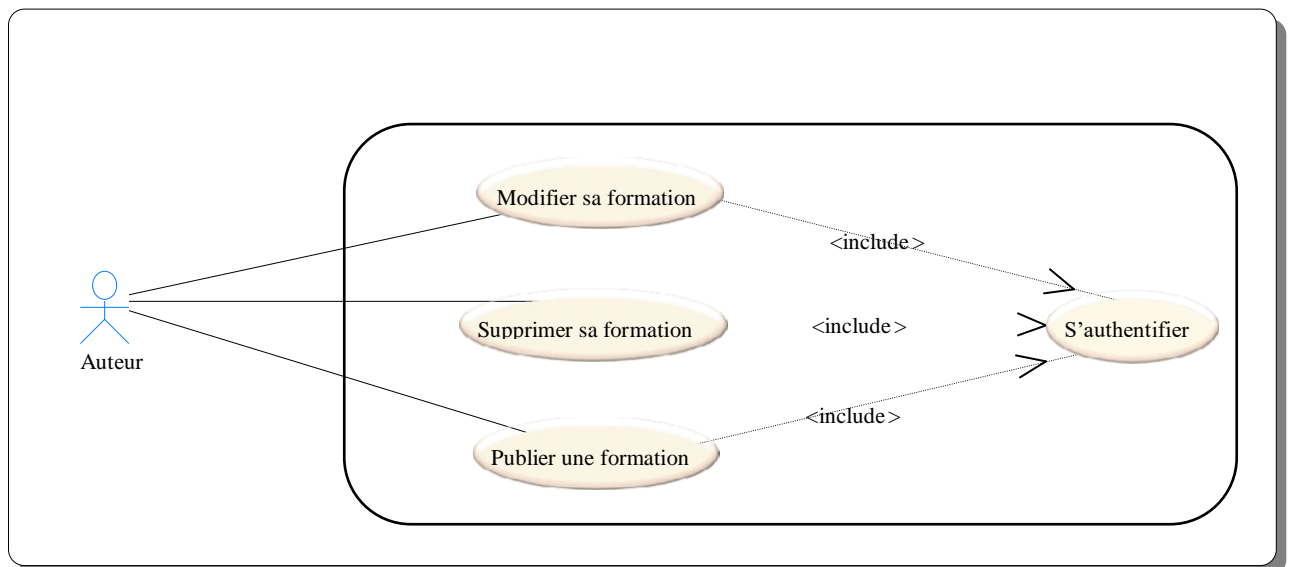 Modifier sa formation
<include>
Supprimer sa formation
<include>
S’authentifier
Auteur
<include>
Publier une formation